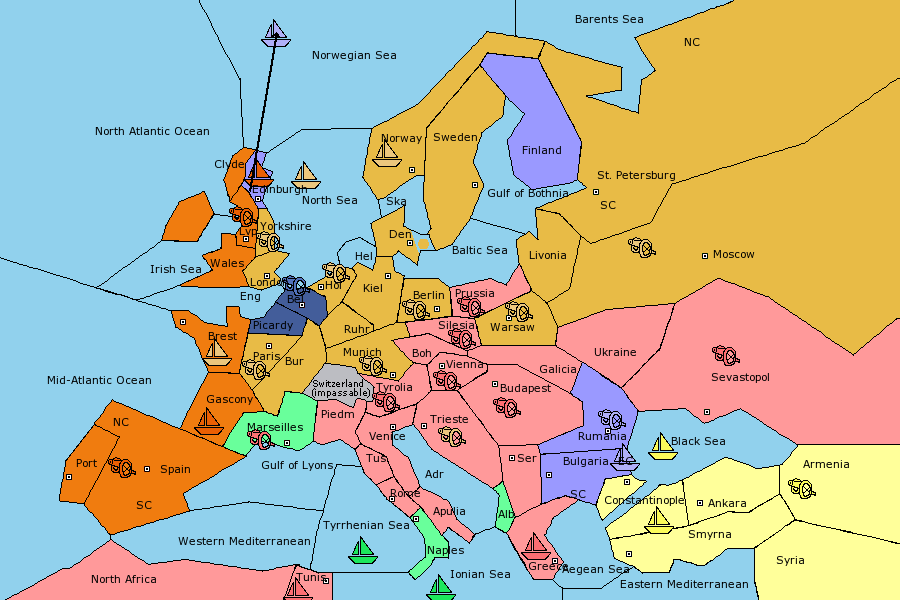 Barents Sea
NC
Norwegian Sea
North Atlantic Ocean
Clyde
Norway
Sweden
Finland
St. Petersburg
Edinburgh
North Sea
Ska
Gulf of Bothnia
SC
Yorkshire
Den
Baltic Sea
Livonia
Moscow
Irish Sea
Wales
Hel
Eng
Hol
Kiel
Berlin
Prussia
Bel
Picardy
Ruhr
Silesia
Warsaw
Brest
Paris
Bur
Munich
Boh
Vienna
Galicia
Ukraine
Sevastopol
Mid-Atlantic Ocean
Switzerland
(impassable)
Tyrolia
Budapest
Gascony
NC
Piedm
Trieste
Marseilles
Venice
Rumania
Black Sea
Port
Spain
Gulf of Lyons
Tus
Adr
Ser
Bulgaria
EC
Armenia
SC
Rome
SC
Constantinople
Ankara
Apulia
Alb
Tyrrhenian Sea
Western Mediterranean
Naples
Smyrna
Greece
Aegean Sea
Syria
North Africa
Tunis
Ionian Sea
Eastern Mediterranean